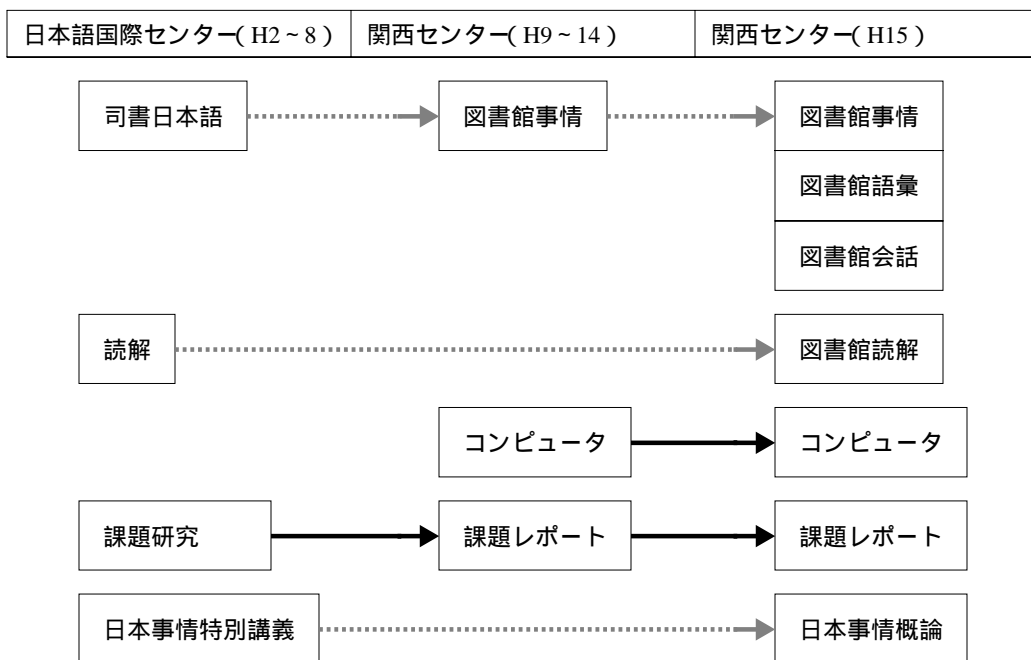 日本語国際センター(H2~8) 関西センター(H9~14) 関西センター(H15)
司書日本語 図書館事情 図書館事情
図書館語彙
図書館会話
読解 図書館読解
コンピュータ コンピュータ
課題研究 課題レポート 課題レポート
日本事情特別講義 日本事情概論